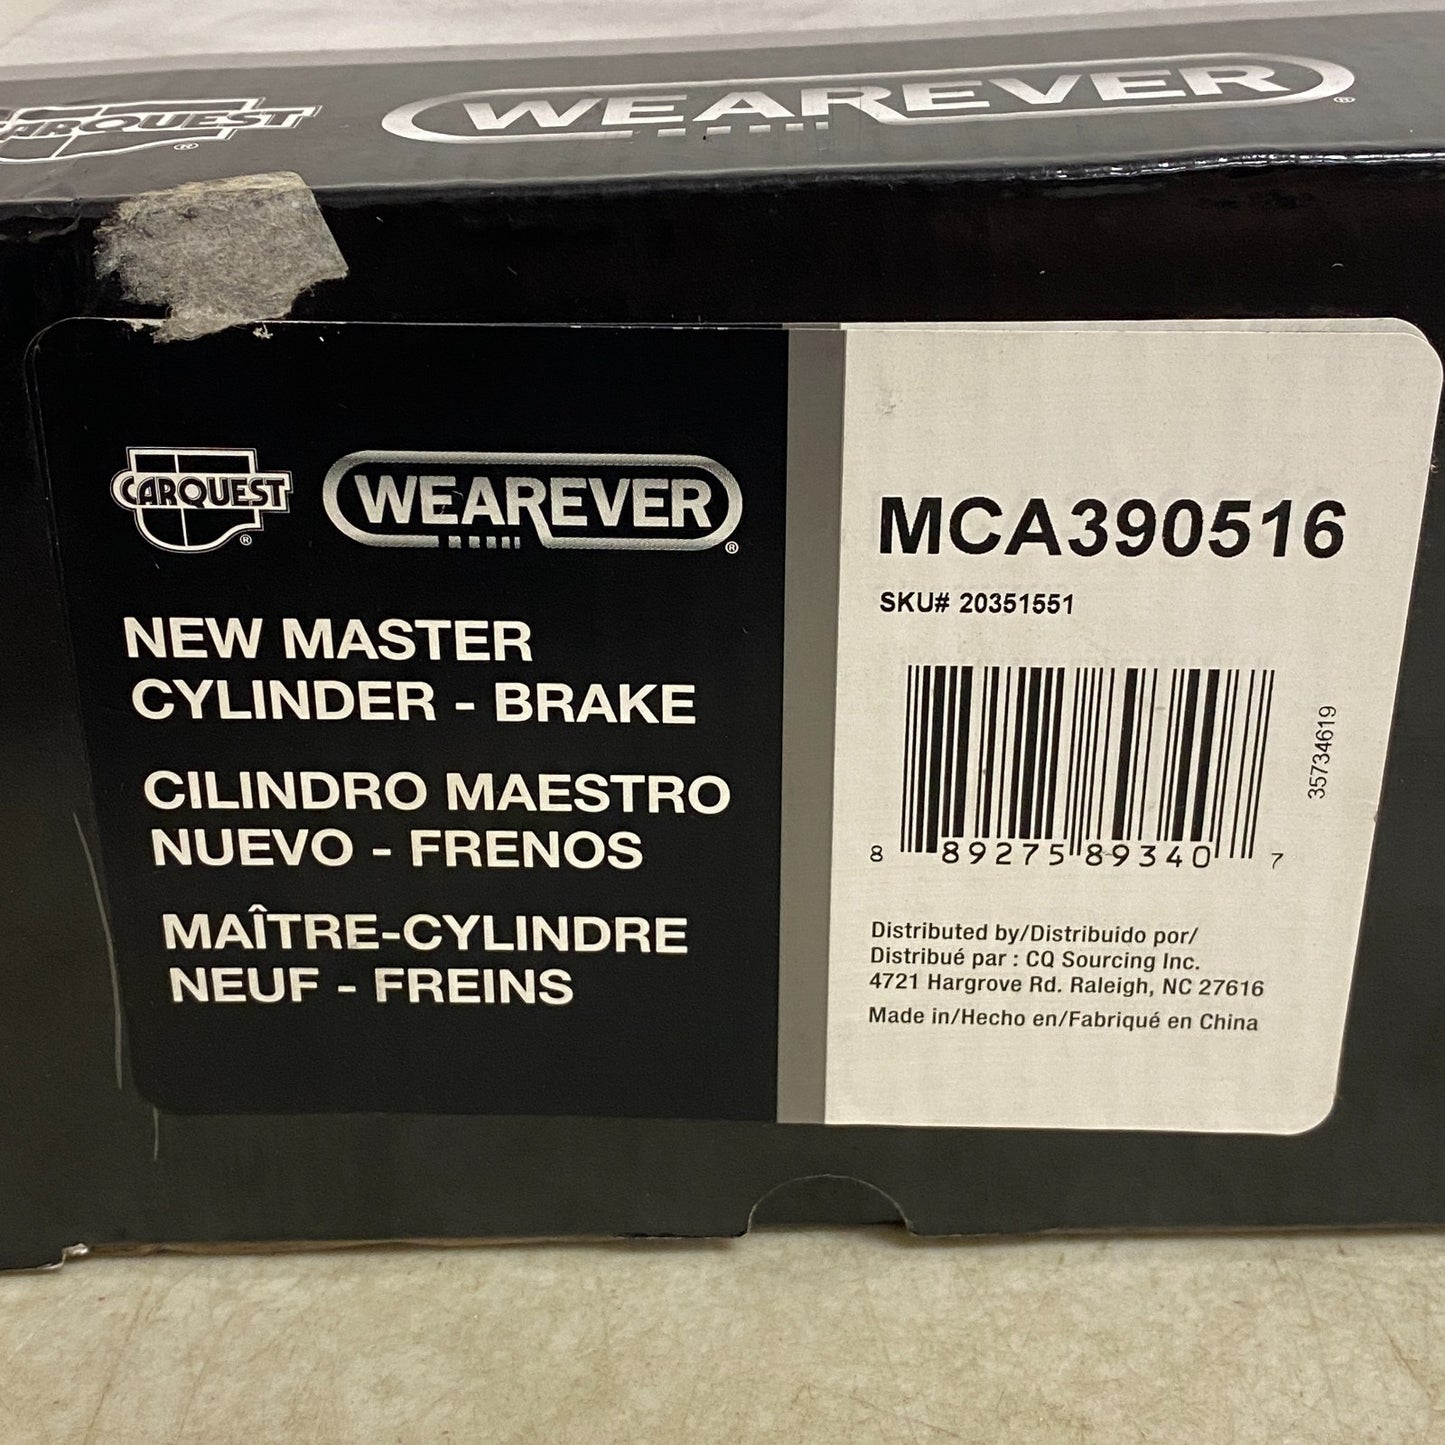 CARQUEST ®
WEAREVER ®
CARQUEST ®
WEAREVER ®
NEW MASTER
CYLINDER - BRAKE
CILINDRO MAESTRO
NUEVO - FRENOS
MAÎTRE-CYLINDRE
NEUF - FREINS
MCA390516
SKU# 20351551
8 89275 89340 7
35734619
Distributed by/Distribuido por/
Distribué par : CQ Sourcing Inc.
4721 Hargrove Rd. Raleigh, NC 27616
Made in/Hecho en/Fabriqué en China